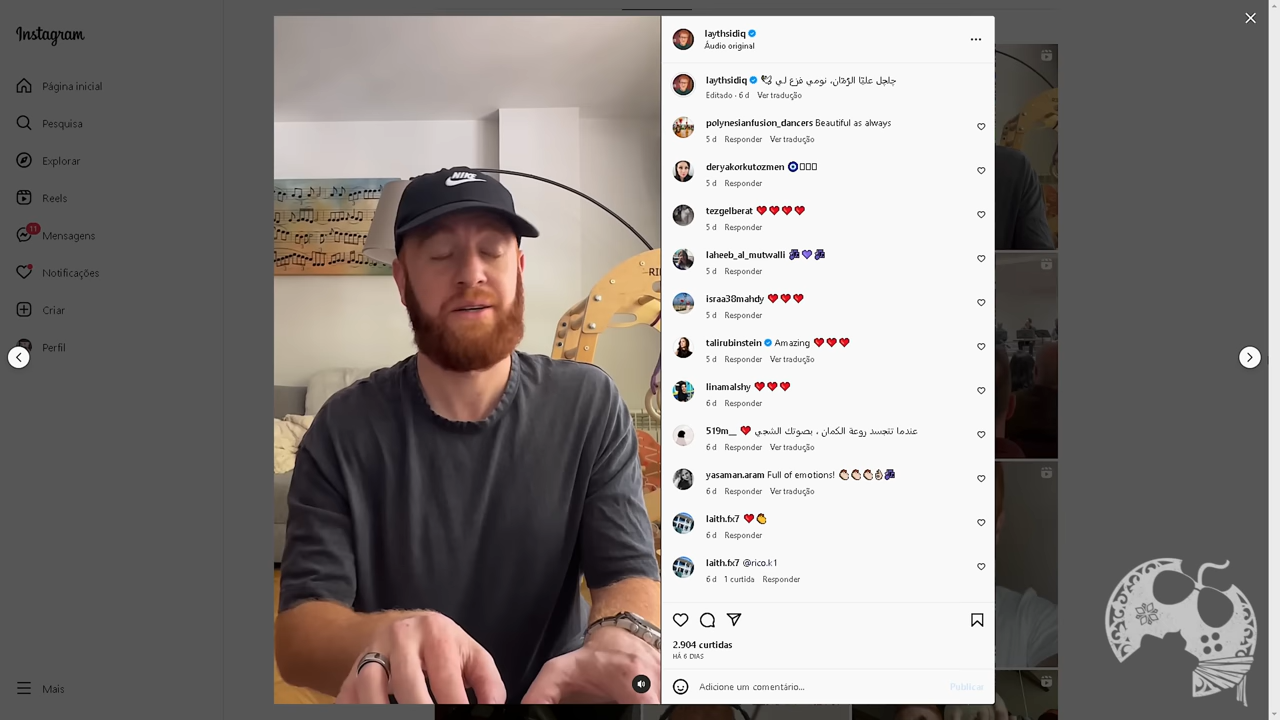 Instagram
Página inicial
Pesquisa
Explorar
Reels
11
Mensagens
Notificações
Criar
Perfil
Mais
NIKE
laythsidiq
Áudio original
laythsidiq چلچل عليّا الرمّان، نومي فزع لي
Editado · 6 d Ver tradução
polynesianfusion_dancers Beautiful as always
5 d Responder Ver tradução
deryakorkutozmen 🧿
5 d Responder
tezgelberat ❤️❤️❤️❤️
5 d Responder
laheeb_al_mutwalli 💜
5 d Responder
israa38mahdy ❤️❤️❤️
5 d Responder
talirubinstein Amazing ❤️❤️❤️
5 d Responder Ver tradução
linamalshy ❤️❤️❤️
6 d Responder
519m__ ❤️ عندما تتجسد روعة الكمان ، بصوتك الشجي
6 d Responder Ver tradução
yasaman.aram Full of emotions! 👏🏻👏🏻👏🏻👌🏻
6 d Responder Ver tradução
laith.fx7 ❤️👏
6 d Responder
laith.fx7 @rico.k1
6 d 1 curtida Responder
2.904 curtidas
HÁ 6 DIAS
Adicione um comentário...
Publicar